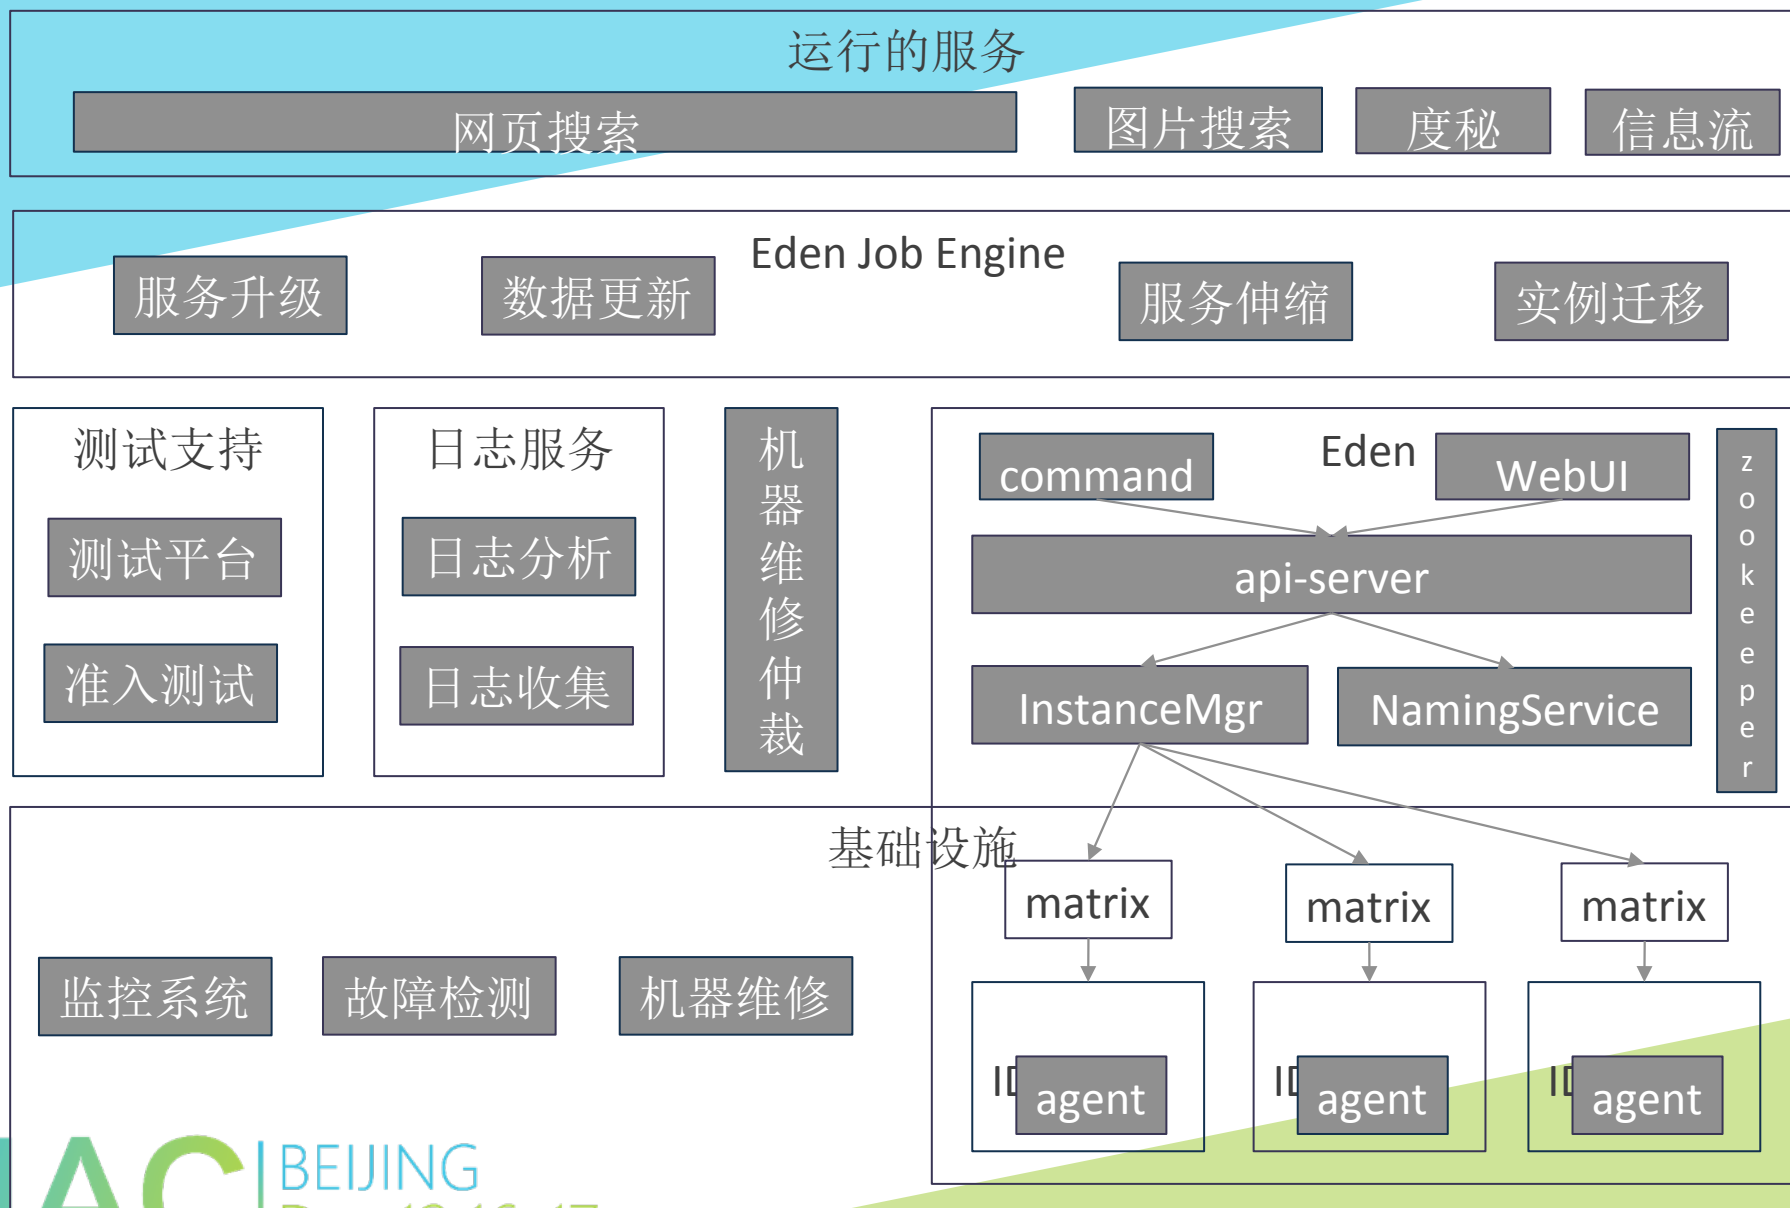 运行的服务
网页搜索
图片搜索
度秘
信息流
Eden Job Engine
服务升级
数据更新
服务伸缩
实例迁移
测试支持
测试平台
准入测试
日志服务
日志分析
日志收集
机器维修仲裁
Eden
command
WebUI
api-server
InstanceMgr
NamingService
zookeeper
基础设施
监控系统
故障检测
机器维修
matrix
matrix
matrix
agent
agent
agent
BEIJING